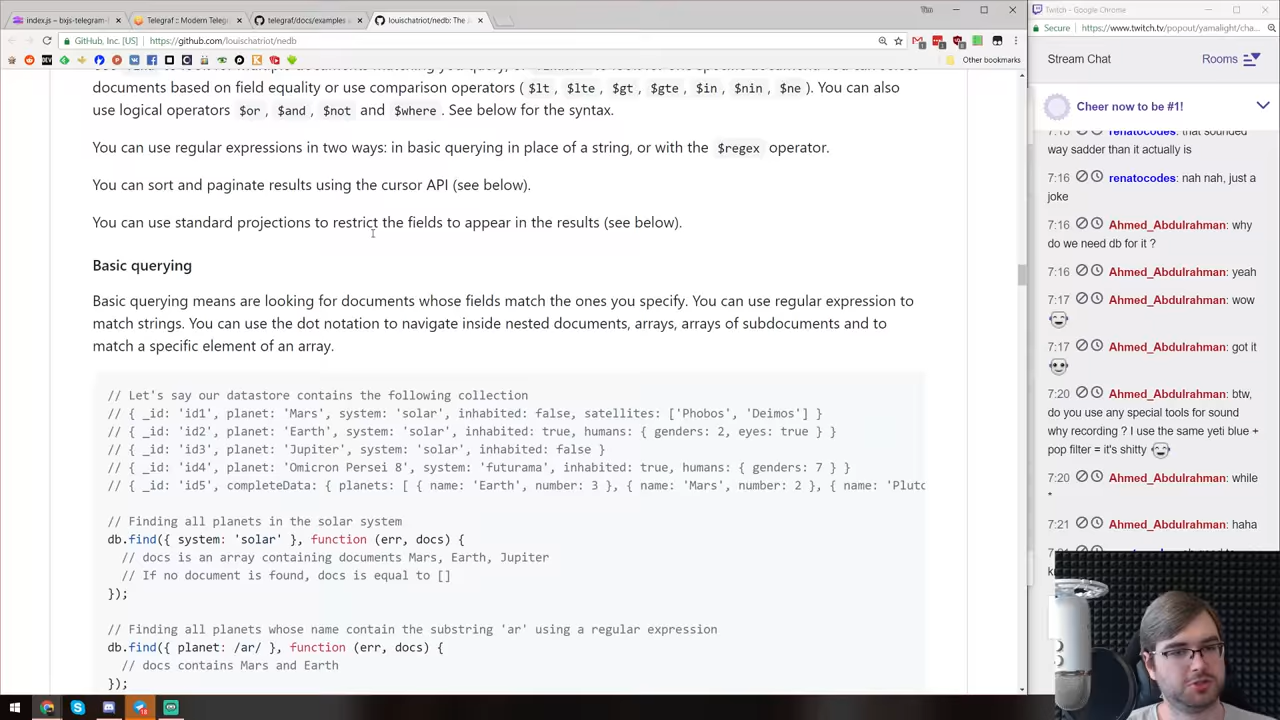 index.js – bxjs-telegram-
Telegraf :: Modern Telegr
telegraf/docs/examples
louischatriot/nedb: The J
Tim
GitHub, Inc. [US]
https://github.com/louischatriot/nedb
Other bookmarks
documents based on field equality or use comparison operators ( $lt , $lte , $gt , $gte , $in , $nin , $ne ). You can also
use logical operators $or , $and , $not and $where . See below for the syntax.
You can use regular expressions in two ways: in basic querying in place of a string, or with the $regex operator.
You can sort and paginate results using the cursor API (see below).
You can use standard projections to restrict the fields to appear in the results (see below).
Basic querying
Basic querying means are looking for documents whose fields match the ones you specify. You can use regular expression to
match strings. You can use the dot notation to navigate inside nested documents, arrays, arrays of subdocuments and to
match a specific element of an array.
// Let's say our datastore contains the following collection
// { _id: 'id1', planet: 'Mars', system: 'solar', inhabited: false, satellites: ['Phobos', 'Deimos'] }
// { _id: 'id2', planet: 'Earth', system: 'solar', inhabited: true, humans: { genders: 2, eyes: true } }
// { _id: 'id3', planet: 'Jupiter', system: 'solar', inhabited: false }
// { _id: 'id4', planet: 'Omicron Persei 8', system: 'futurama', inhabited: true, humans: { genders: 7 } }
// { _id: 'id5', completeData: { planets: [ { name: 'Earth', number: 3 }, { name: 'Mars', number: 2 }, { name: 'Pluto
// Finding all planets in the solar system
db.find({ system: 'solar' }, function (err, docs) {
// docs is an array containing documents Mars, Earth, Jupiter
// If no document is found, docs is equal to []
});
// Finding all planets whose name contain the substring 'ar' using a regular expression
db.find({ planet: /ar/ }, function (err, docs) {
// docs contains Mars and Earth
});
Twitch - Google Chrome
Secure
https://www.twitch.tv/popout/yamalight/cha...
Stream Chat
Rooms
Cheer now to be #1!
7:15 renatocodes: that sounded
way sadder than it actually is
7:16 renatocodes: nah nah, just a
joke
7:16 Ahmed_Abdulrahman: why
do we need db for it ?
7:16 Ahmed_Abdulrahman: yeah
7:17 Ahmed_Abdulrahman: wow
7:17 Ahmed_Abdulrahman: got it
7:20 Ahmed_Abdulrahman: btw,
do you use any special tools for sound
why recording ? I use the same yeti blue +
pop filter = it's shitty
7:20 Ahmed_Abdulrahman: while
*
7:21 Ahmed_Abdulrahman: haha